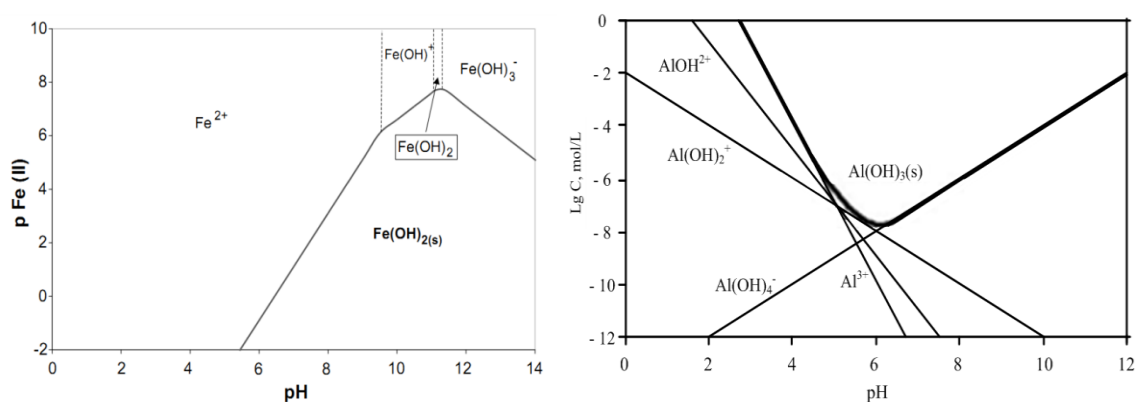 10
8
6
4
2
0
-2
p Fe (II)
Fe(OH)⁺
Fe(OH)₃⁻
Fe²⁺
Fe(OH)₂
Fe(OH)₂₍ₛ₎
0 2 4 6 8 10 12 14
pH
0
- 2
- 4
- 6
- 8
- 10
- 12
Lg C, mol/L
AlOH²⁺
Al(OH)₂⁺
Al(OH)₃(s)
Al(OH)₄⁻
Al³⁺
0 2 4 6 8 10 12
pH